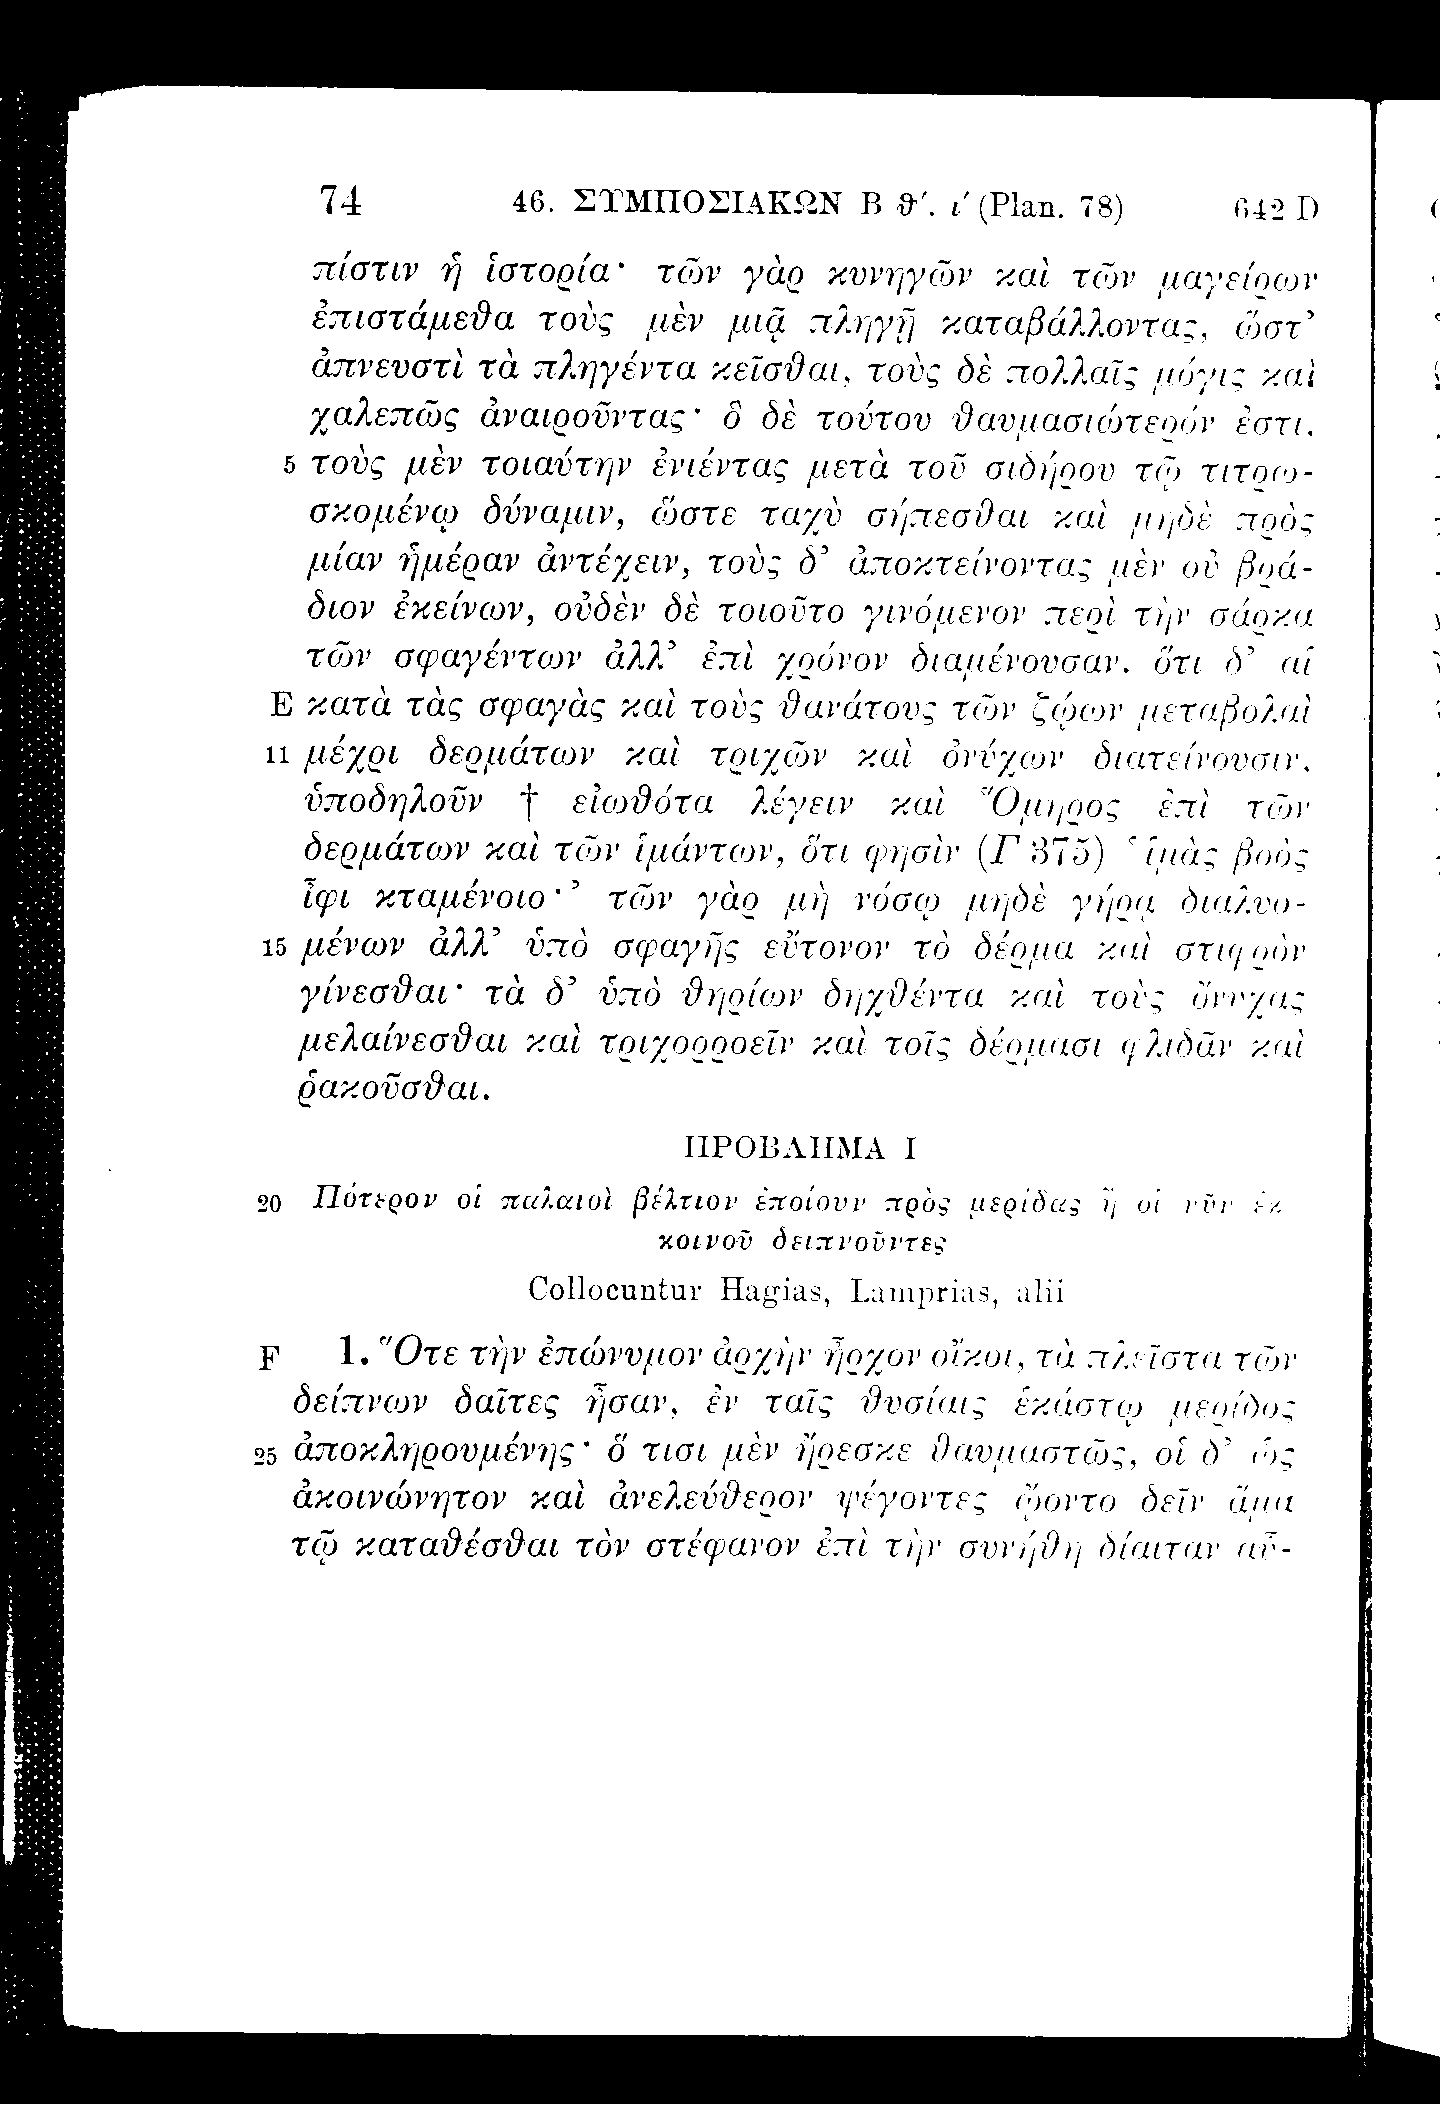 74 46. ΣΥΜΠΟΣΙΑΚΩΝ Β θ΄. ι΄ (Plan. 78) 642 D
πίστιν ἡ ἱστορία· τῶν γὰρ κυνηγῶν καὶ τῶν μαγείρων
ἐπιστάμεθα τοὺς μὲν μιᾷ πληγῇ καταβάλλοντας, ὥστ’
ἀπνευστὶ τὰ πληγέντα κεῖσθαι, τοὺς δὲ πολλαῖς μόγις καὶ
χαλεπῶς ἀναιροῦντας· ὃ δὲ τούτου θαυμασιώτερόν ἐστι,
5 τοὺς μὲν τοιαύτην ἐνιέντας μετὰ τοῦ σιδήρου τῷ τιτρω-
σκομένῳ δύναμιν, ὥστε ταχὺ σήπεσθαι καὶ μηδὲ πρὸς
μίαν ἡμέραν ἀντέχειν, τοὺς δ’ ἀποκτείνοντας μὲν οὐ βρά-
διον ἐκείνων, οὐδὲν δὲ τοιοῦτο γινόμενον περὶ τὴν σάρκα
τῶν σφαγέντων ἀλλ’ ἐπὶ χρόνον διαμένουσαν. ὅτι δ’ αἱ
E κατὰ τὰς σφαγὰς καὶ τοὺς θανάτους τῶν ζῴων μεταβολαὶ
11 μέχρι δερμάτων καὶ τριχῶν καὶ ὀνύχων διατείνουσιν,
ὑποδηλοῦν † εἰωθότα λέγειν καὶ Ὅμηρος ἐπὶ τῶν
δερμάτων καὶ τῶν ἱμάντων, ὅτι φησὶν (Γ 375) ‘ἱμὰς βοὸς
ἶφι κταμένοιο·’ τῶν γὰρ μὴ νόσῳ μηδὲ γήρᾳ διαλυο-
15 μένων ἀλλ’ ὑπὸ σφαγῆς εὔτονον τὸ δέρμα καὶ στιφρὸν
γίνεσθαι· τὰ δ’ ὑπὸ θηρίων δηχθέντα καὶ τοὺς ὄνυχας
μελαίνεσθαι καὶ τριχορροεῖν καὶ τοῖς δέρμασι φλιδᾶν καὶ
ῥακοῦσθαι.
ΠΡΟΒΛΗΜΑ Ι
20 Πότερον οἱ παλαιοὶ βέλτιον ἐποίουν πρὸς μερίδας ἢ οἱ νῦν ἐκ
κοινοῦ δειπνοῦντες
Collocuntur Hagias, Lamprias, alii
F 1. Ὅτε τὴν ἐπώνυμον ἀρχὴν ἦρχον οἴκοι, τὰ πλεῖστα τῶν
δείπνων δαῖτες ἦσαν, ἐν ταῖς θυσίαις ἑκάστῳ μερίδος
25 ἀποκληρουμένης· ὅ τισι μὲν ἤρεσκε θαυμαστῶς, οἱ δ’ ὡς
ἀκοινώνητον καὶ ἀνελεύθερον ψέγοντες ᾤοντο δεῖν ἅμα
τῷ καταθέσθαι τὸν στέφανον ἐπὶ τὴν συνήθη δίαιταν αὖ-